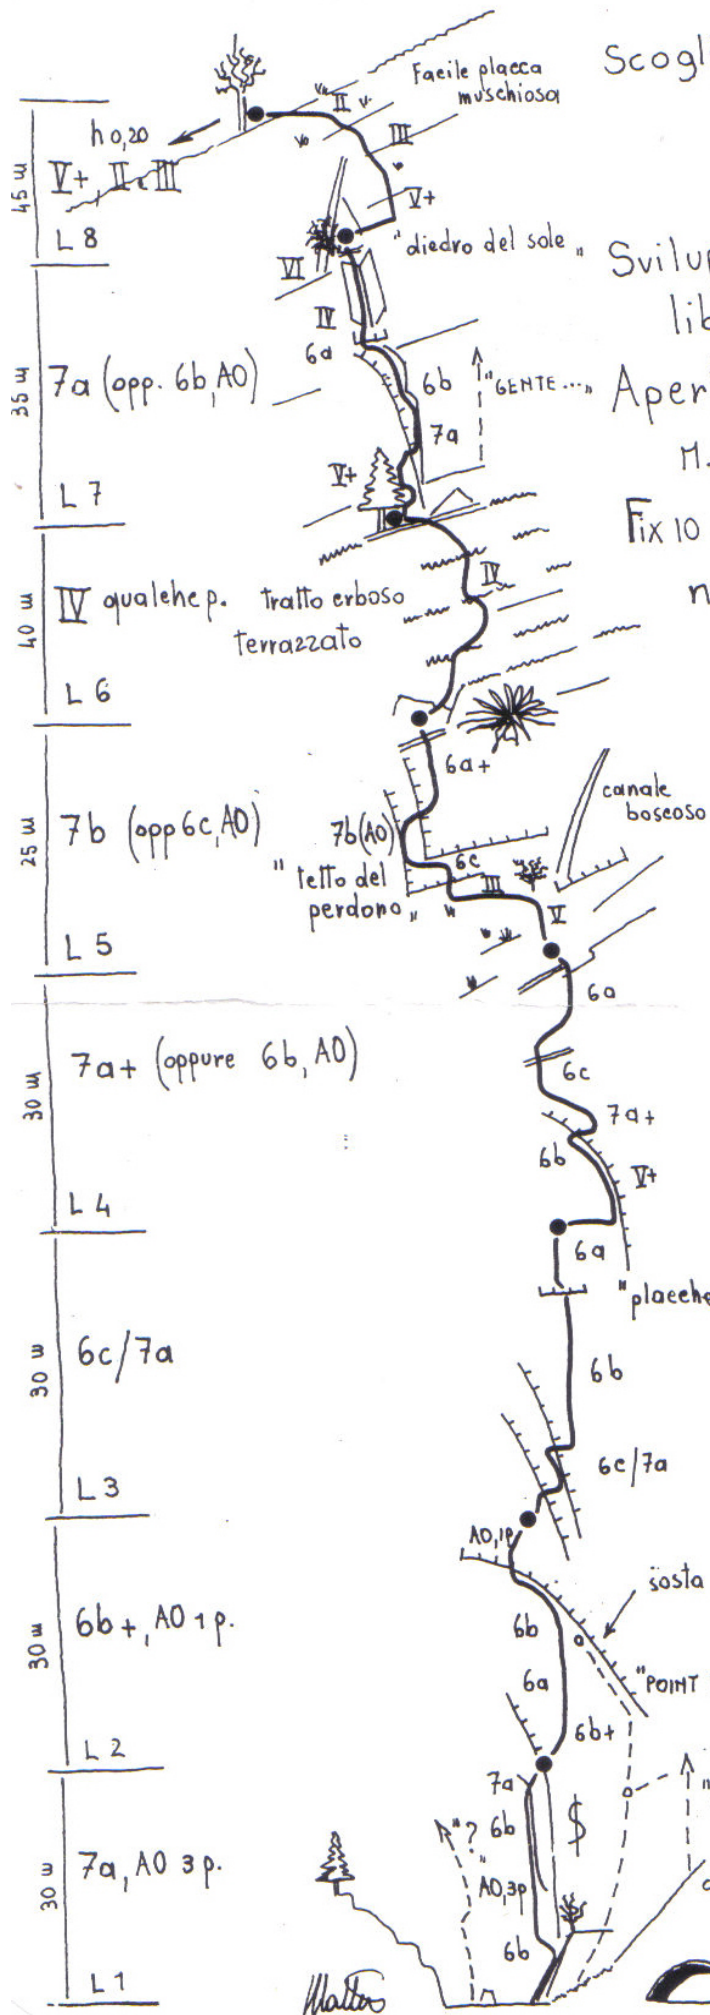 Scogl
Facile placca
muschiosa
II
III
h 0,20
V+, II e III
45 m
V+
L 8
"diedro del sole"
VI
Svilup
lib
IV
6a
7a (opp. 6b, A0)
6b
"GENTE..."
Aper
35 m
7a
M.
V+
L 7
Fix 10
IV qualche p.
tratto erboso
terrazzato
IV
n
40 m
L 6
6a+
canale
boscoso
7b (opp 6c, A0)
7b(A0)
6c
25 m
"tetto del
perdono"
III
V
L 5
6a
7a+ (oppure 6b, A0)
6c
30 m
7a+
6b
V+
L 4
6a
"placche
6c/7a
30 m
6b
6c/7a
L 3
A0,1p
sosta
6b+, A0 1 p.
6b
30 m
6a
"POINT
6b+
L 2
7a
6b
$
"?"
7a, A0 3 p.
A0,3p
30 m
6b
L 1
Matteo